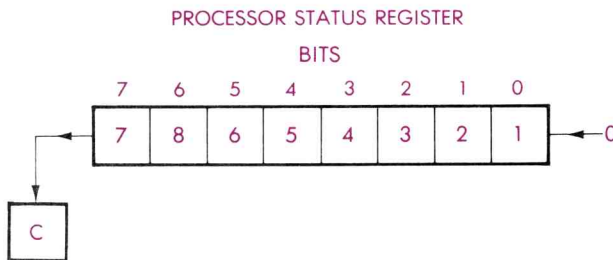 PROCESSOR STATUS REGISTER
BITS
7 6 5 4 3 2 1 0
7 8 6 5 4 3 2 1 0
C